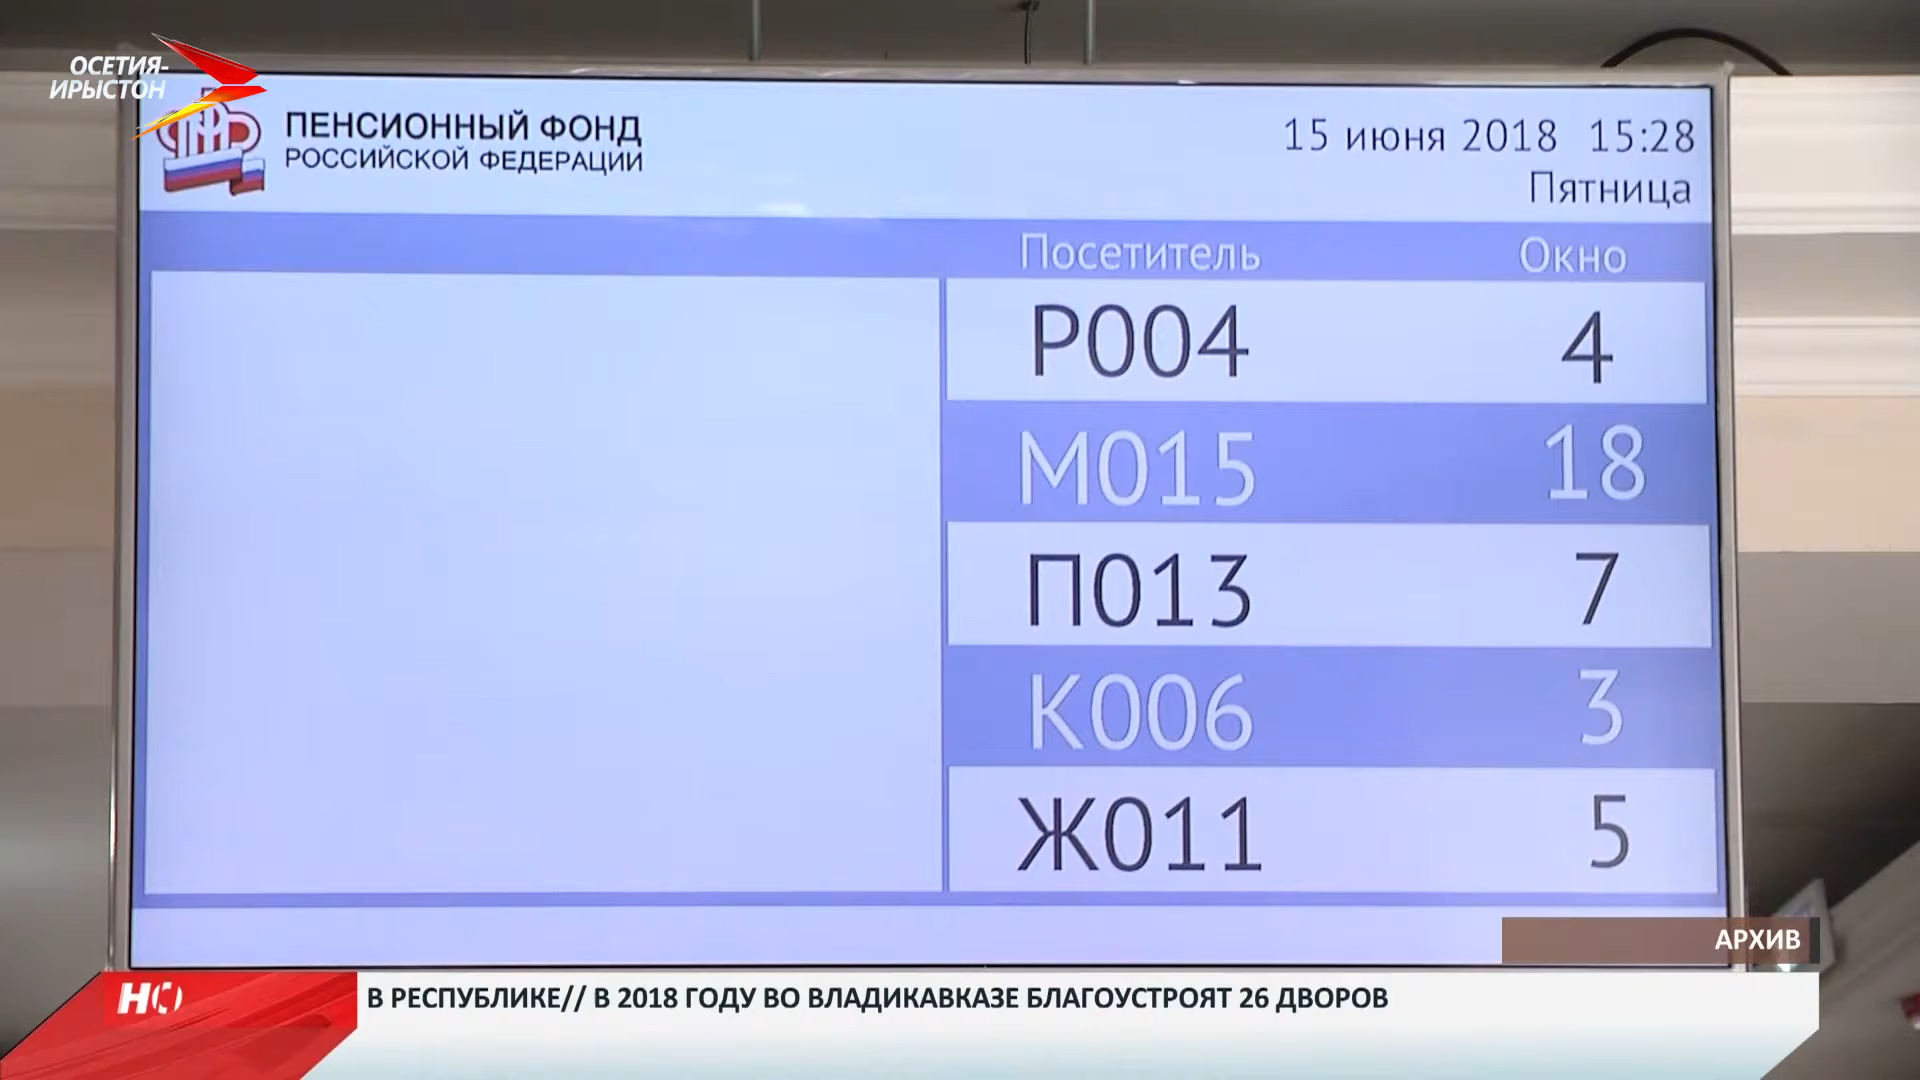 ОСЕТИЯ-
ИРЫСТОН
ПЕНСИОННЫЙ ФОНД
РОССИЙСКОЙ ФЕДЕРАЦИИ
15 июня 2018 15:28
Пятница
Посетитель Окно
Р004 4
М015 18
П013 7
К006 3
Ж011 5
АРХИВ
НО
В РЕСПУБЛИКЕ// В 2018 ГОДУ ВО ВЛАДИКАВКАЗЕ БЛАГОУСТРОЯТ 26 ДВОРОВ